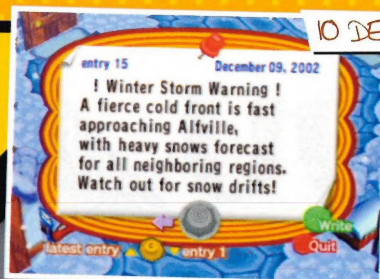 10 DE
entry 15 December 09, 2002
! Winter Storm Warning !
A fierce cold front is fast
approaching Alfville,
with heavy snows forecast
for all neighboring regions.
Watch out for snow drifts!
Write
latest entry entry 1 Quit